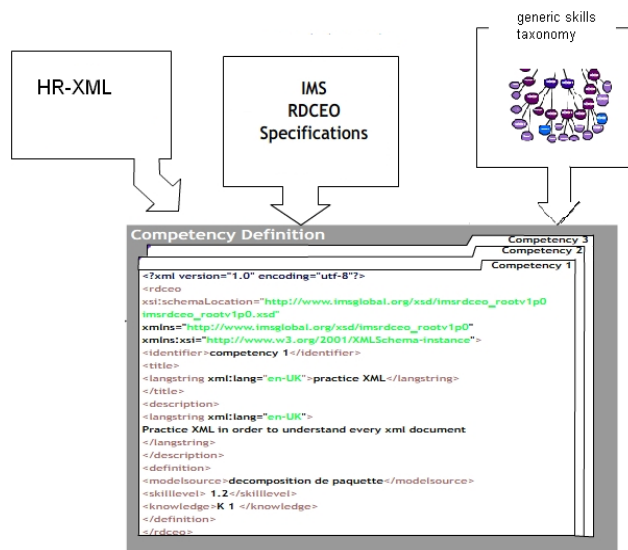 generic skills
taxonomy
HR-XML
IMS
RDCEO
Specifications
Competency Definition
Competency 3
Competency 2
Competency 1
<?xml version="1.0" encoding="utf-8"?>
<rdceo
xsi:schemaLocation="http://www.imsglobal.org/xsd/imsrdceo_rootv1p0
imsrdceo_rootv1p0.xsd"
xmlns="http://www.imsglobal.org/xsd/imsrdceo_rootv1p0"
xmlns:xsi="http://www.w3.org/2001/XMLSchema-instance">
<identifier>competency 1</identifier>
<title>
<langstring xml:lang="en-UK">practice XML</langstring>
</title>
<description>
<langstring xml:lang="en-UK">
Practice XML in order to understand every xml document
</langstring>
</description>
<definition>
<modelsource>decomposition de paquette</modelsource>
<skilllevel> 1.2</skilllevel>
<knowledge>K 1 </knowledge>
</definition>
</rdceo>